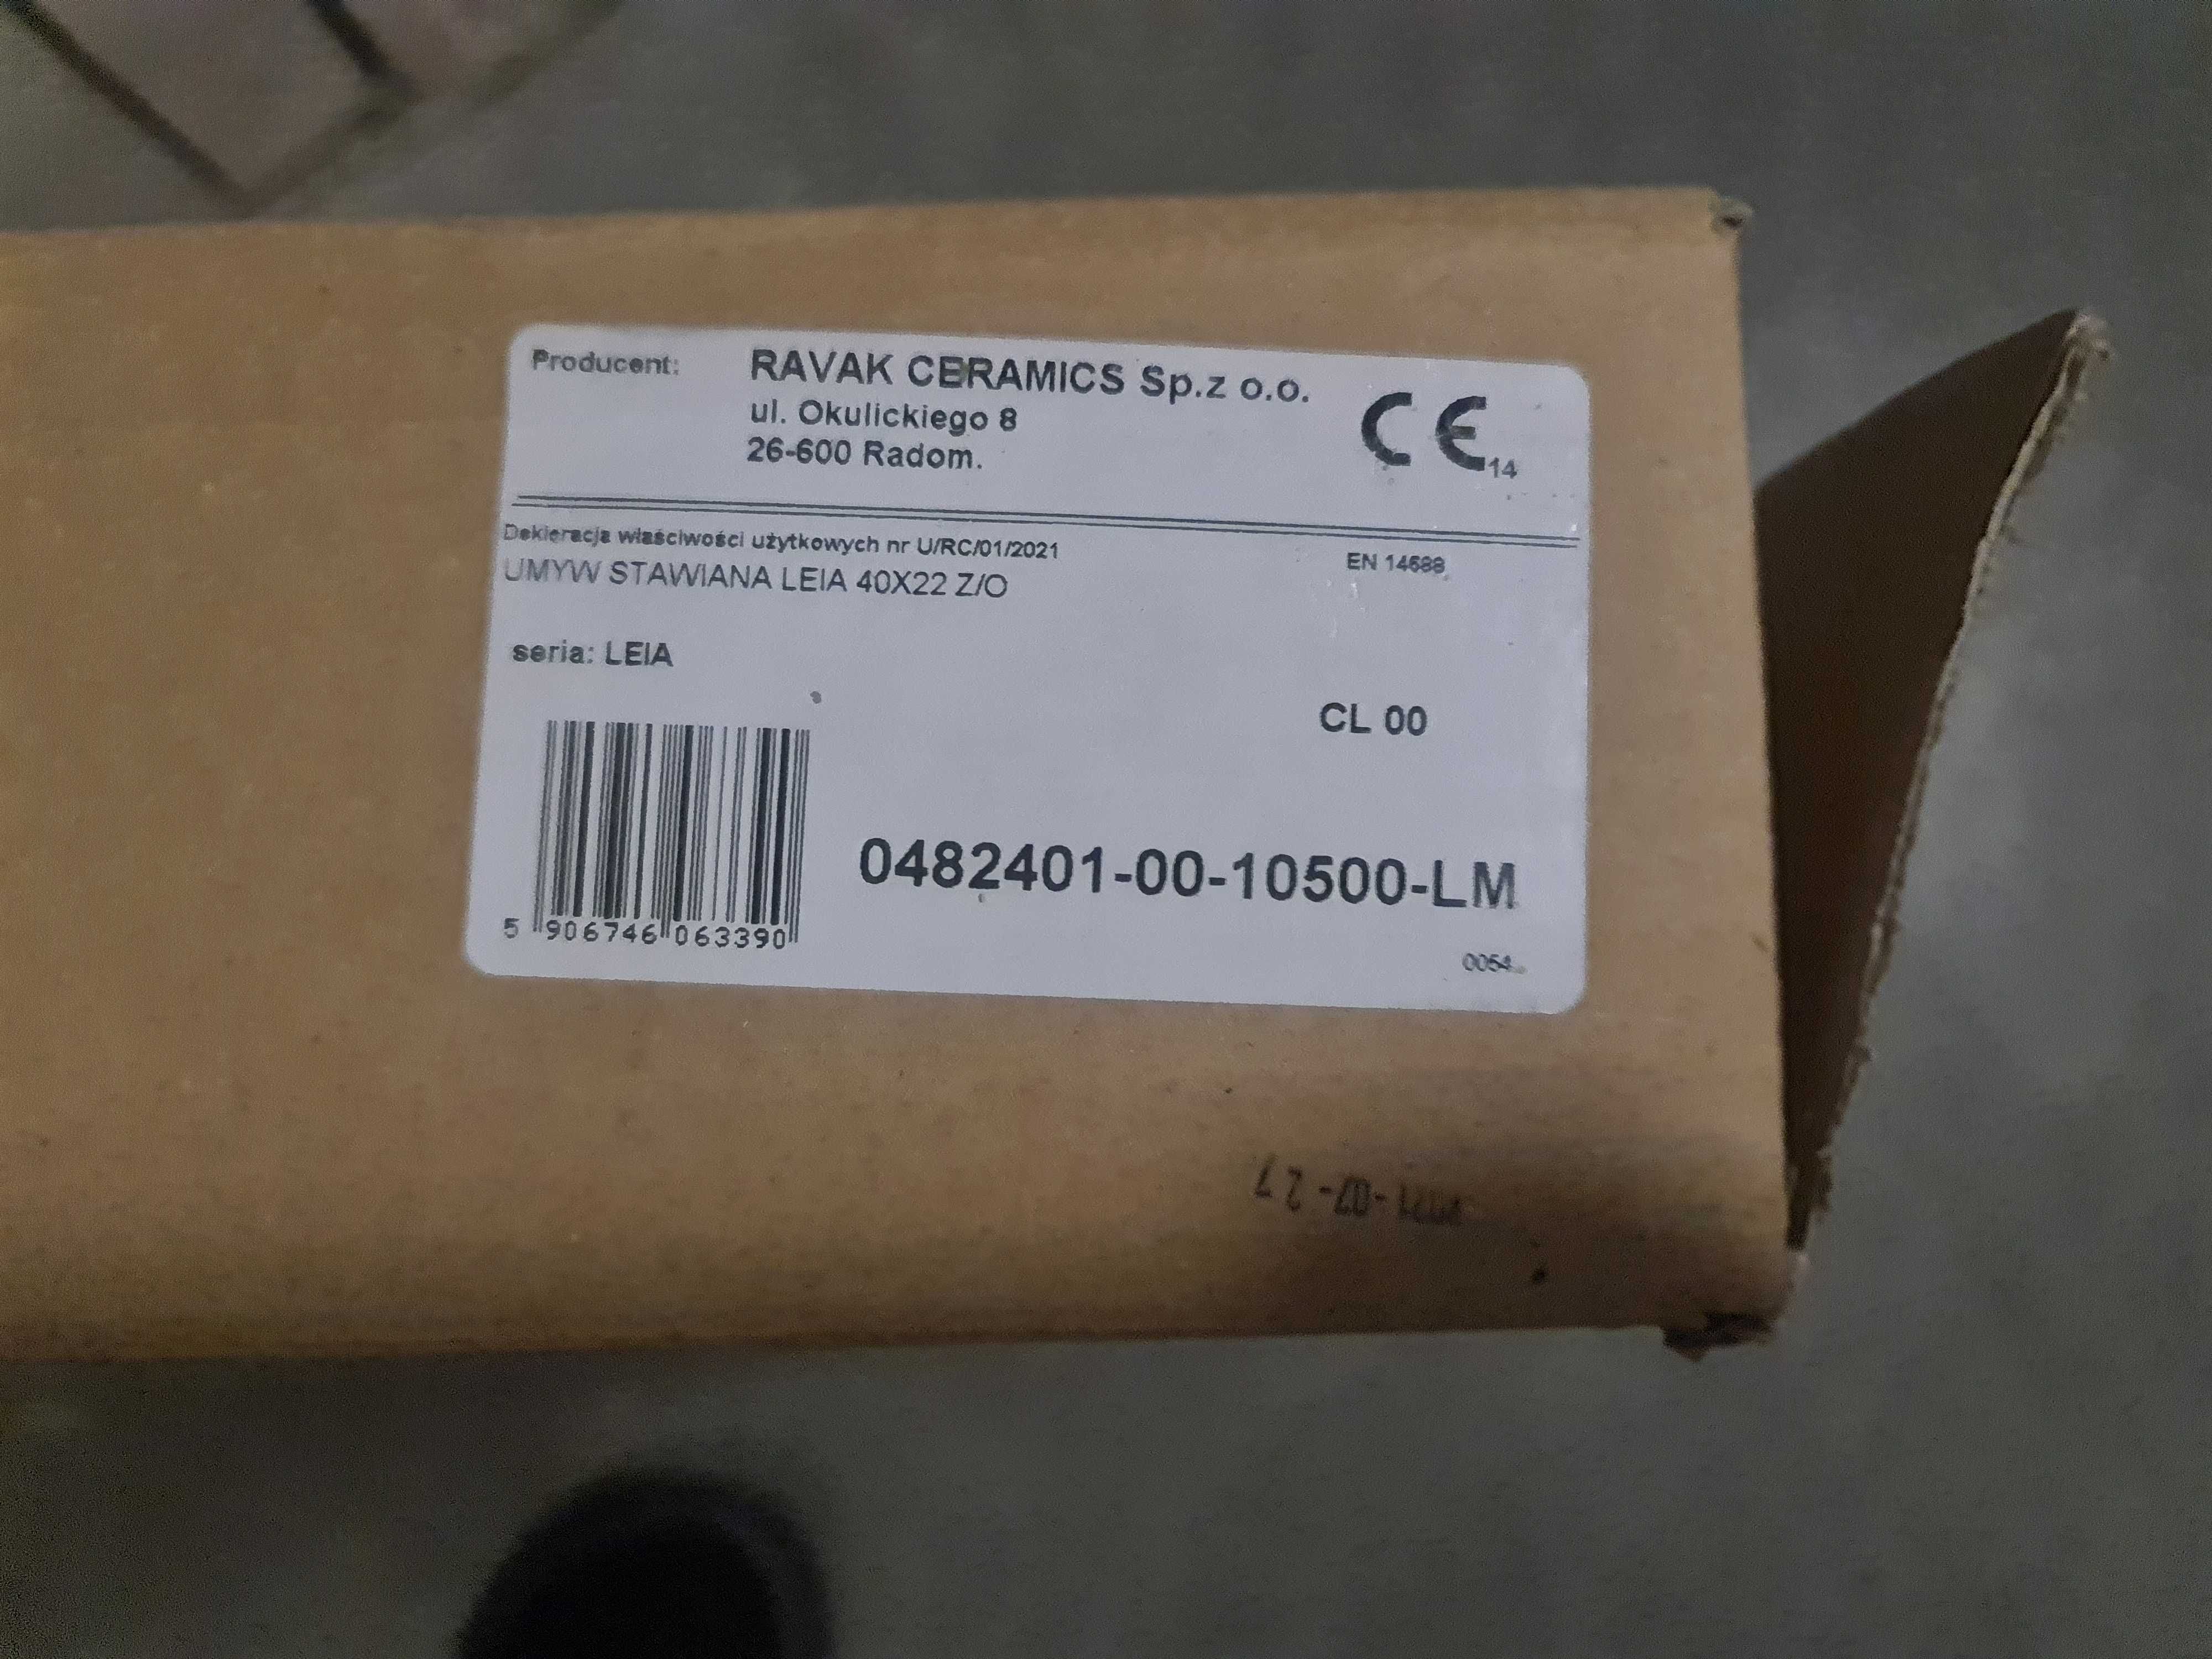 Producent: RAVAK CERAMICS Sp.z o.o.
ul. Okulickiego 8
26-600 Radom.
CE 14
Deklaracja właściwości użytkowych nr U/RC/01/2021
EN 14688
UMYW STAWIANA LEIA 40X22 Z/O
seria: LEIA
CL 00
0482401-00-10500-LM
5 906746 063390
0054